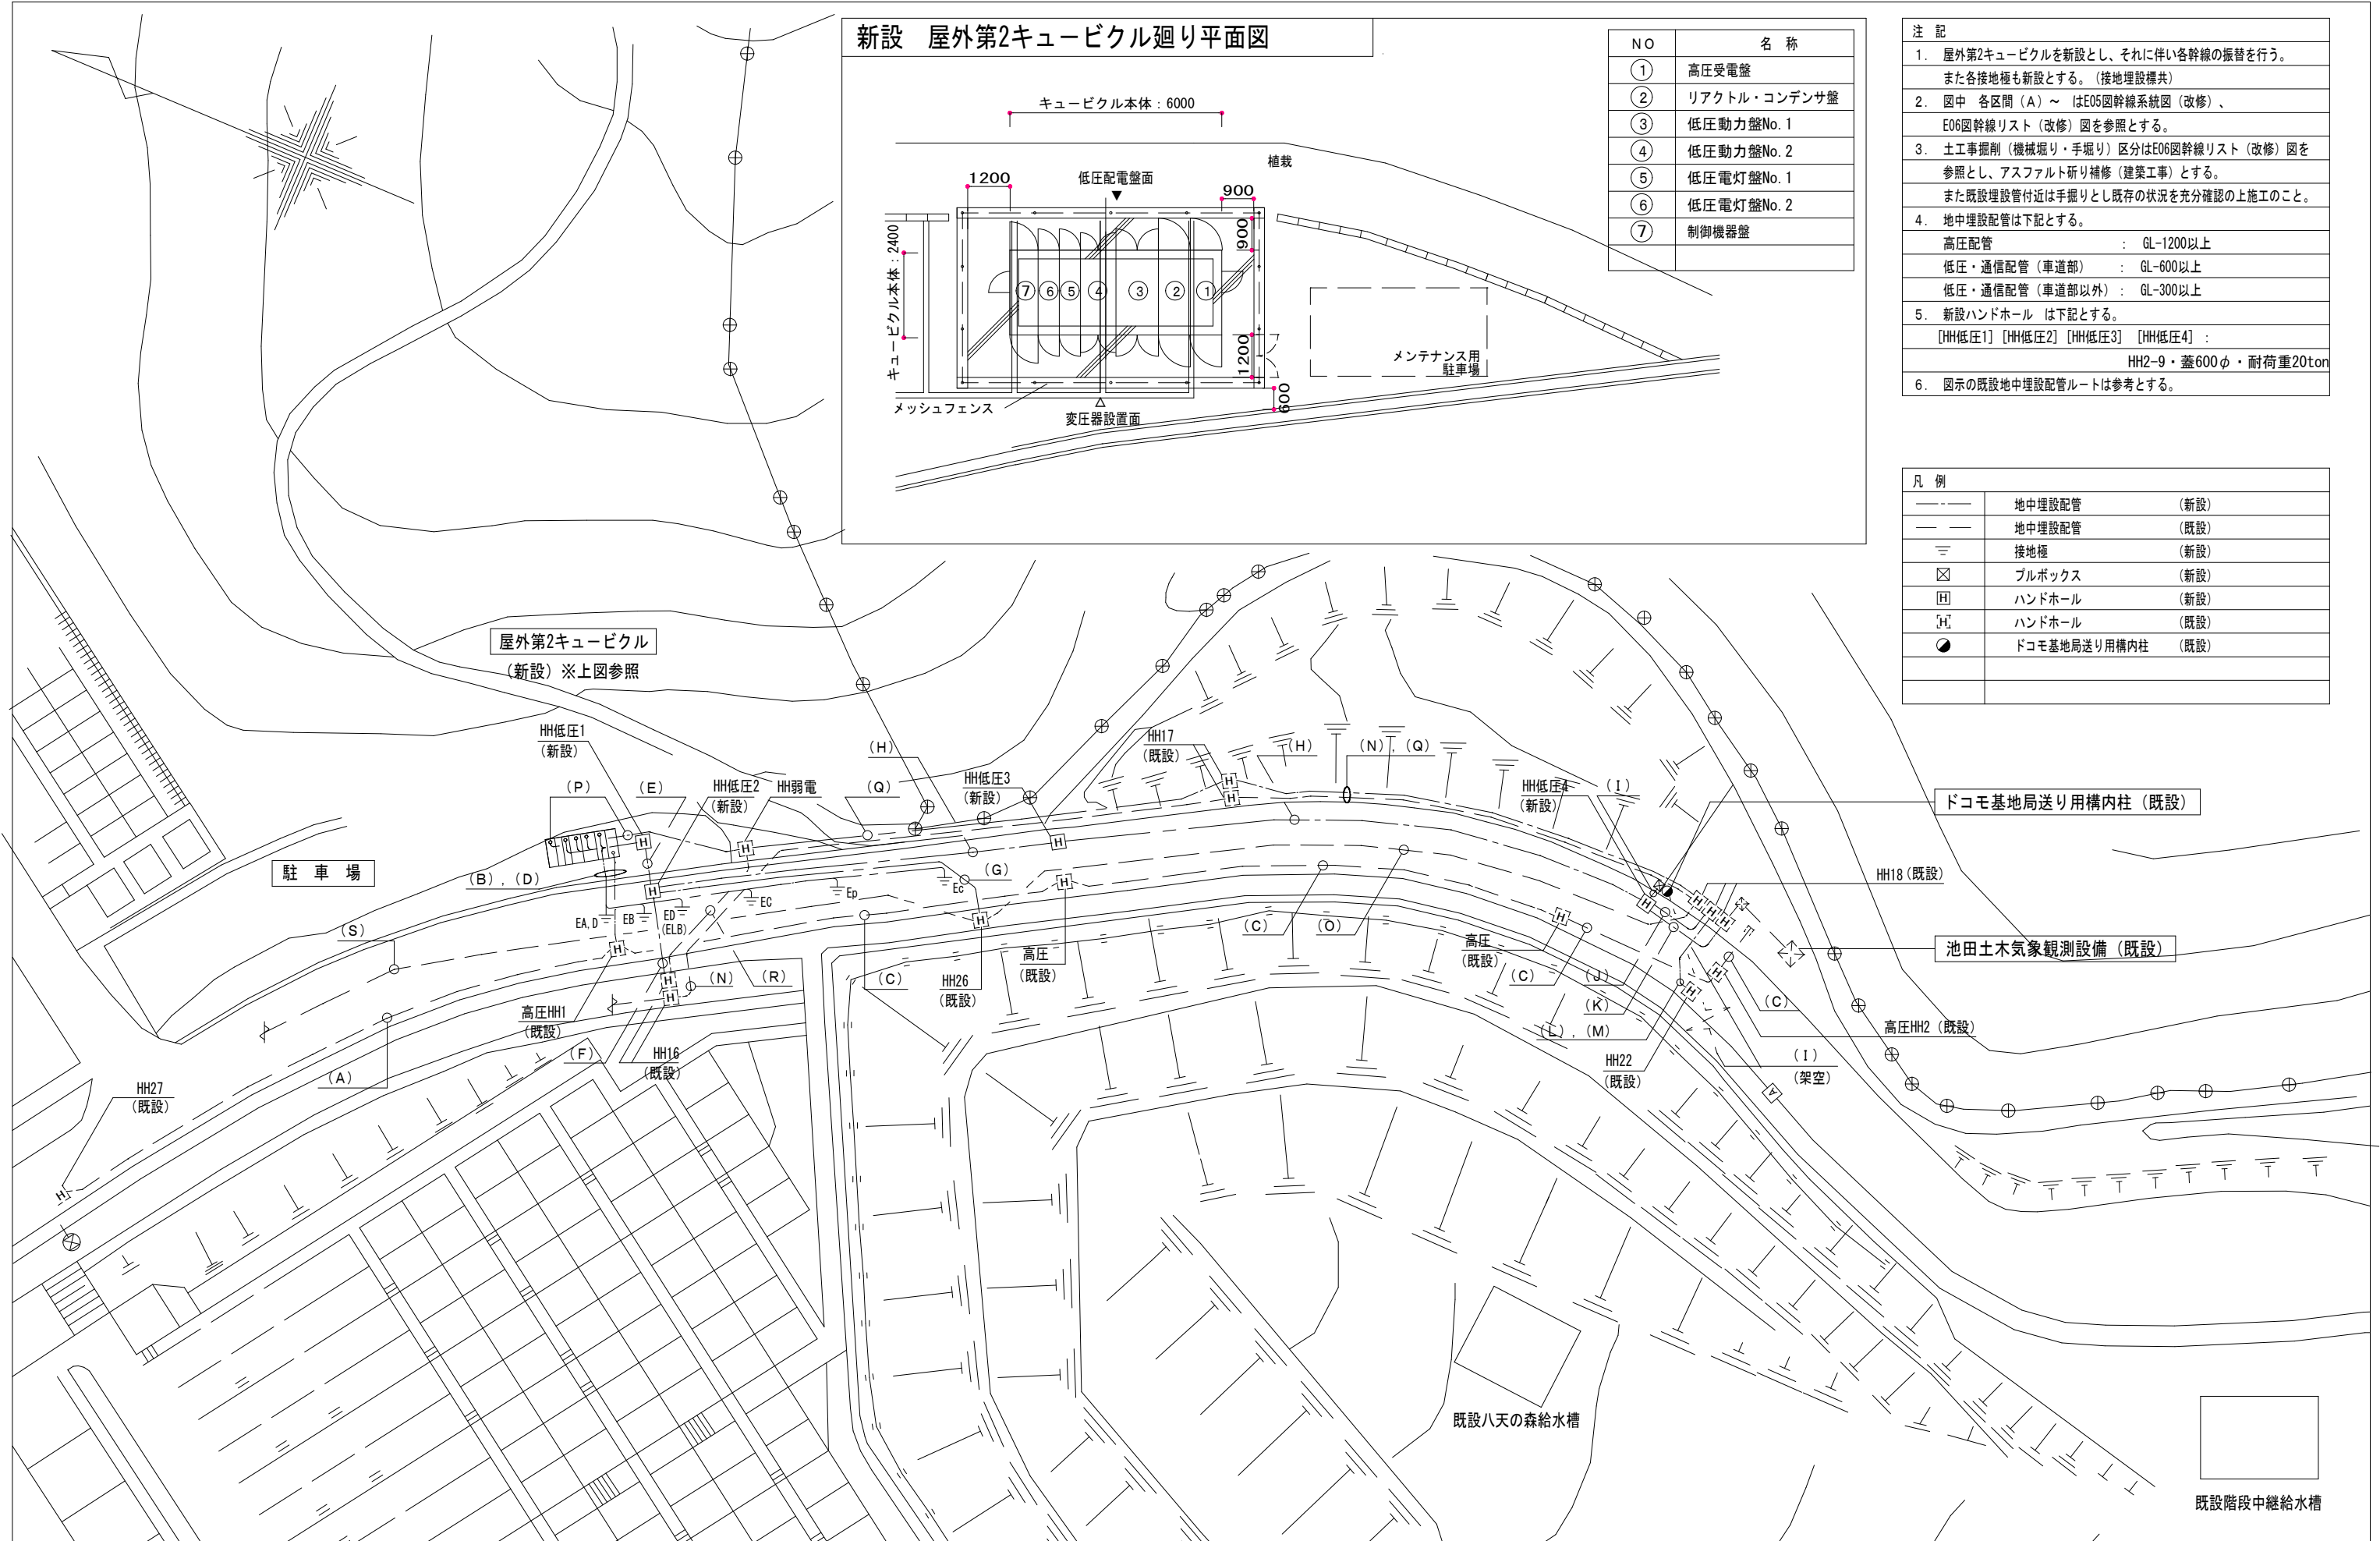 新設　屋外第2キュービクル廻り平面図
キュービクル本体：6000
植栽
1200
低圧配電盤面
900
キュービクル本体：2400
900
⑦ ⑥ ⑤ ④ ③ ② ①
1200
メンテナンス用
駐車場
600
メッシュフェンス
変圧器設置面
NO 名 称
① 高圧受電盤
② リアクトル・コンデンサ盤
③ 低圧動力盤No.1
④ 低圧動力盤No.2
⑤ 低圧電灯盤No.1
⑥ 低圧電灯盤No.2
⑦ 制御機器盤
注 記
1. 屋外第2キュービクルを新設とし、それに伴い各幹線の振替を行う。
また各接地極も新設とする。（接地埋設標共）
2. 図中 各区間（A）～ はE05図幹線系統図（改修）、
E06図幹線リスト（改修）図を参照とする。
3. 土工事掘削（機械堀り・手堀り）区分はE06図幹線リスト（改修）図を
参照とし、アスファルト斫り補修（建築工事）とする。
また既設埋設管付近は手掘りとし既存の状況を充分確認の上施工のこと。
4. 地中埋設配管は下記とする。
高圧配管 ： GL-1200以上
低圧・通信配管（車道部） ： GL-600以上
低圧・通信配管（車道部以外）： GL-300以上
5. 新設ハンドホール は下記とする。
[HH低圧1] [HH低圧2] [HH低圧3] [HH低圧4] ：
HH2-9・蓋600φ・耐荷重20ton
6. 図示の既設地中埋設配管ルートは参考とする。
凡 例
地中埋設配管 （新設）
地中埋設配管 （既設）
接地極 （新設）
プルボックス （新設）
H ハンドホール （新設）
H ハンドホール （既設）
ドコモ基地局送り用構内柱 （既設）
屋外第2キュービクル
（新設）※上図参照
HH低圧1
（新設）
（P）
（E）
HH低圧2
（新設）
HH弱電
（H）
（Q）
HH低圧3
（新設）
HH17
（既設）
（H）
（N）,（Q）
HH低圧4
（新設）
（I）
ドコモ基地局送り用構内柱（既設）
駐 車 場
（B）,（D）
（G）
Ep
Ec
EC
EA,D
EB
ED
（ELB）
HH18（既設）
（S）
（C）
（O）
高圧
（既設）
池田土木気象観測設備（既設）
（N）
（R）
（C）
HH26
（既設）
高圧
（既設）
（C）
（J）
（K）
（C）
高圧HH1
（既設）
（L）,（M）
高圧HH2（既設）
（F）
HH16
（既設）
（A）
HH22
（既設）
（I）
（架空）
HH27
（既設）
A
既設八天の森給水槽
既設階段中継給水槽